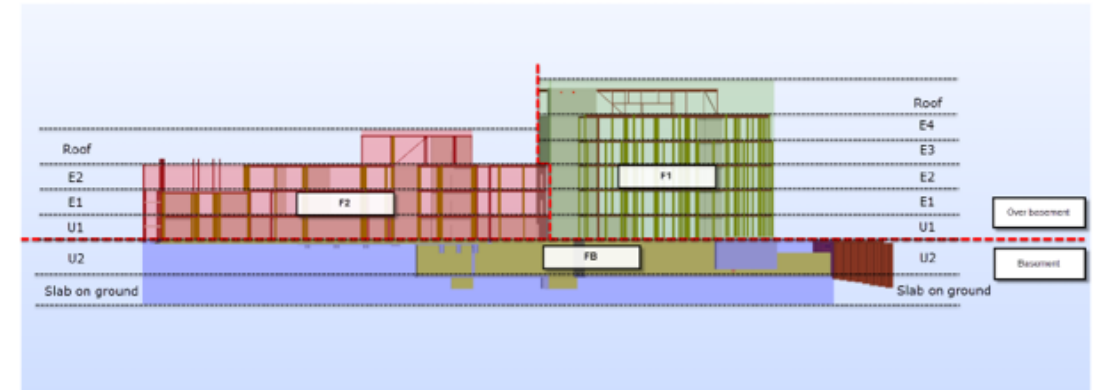 Roof
E4
E3
Roof
E2
F1
E2
E1
F2
E1
U1
U1
Over basement
U2
FB
U2
Basement
Slab on ground
Slab on ground